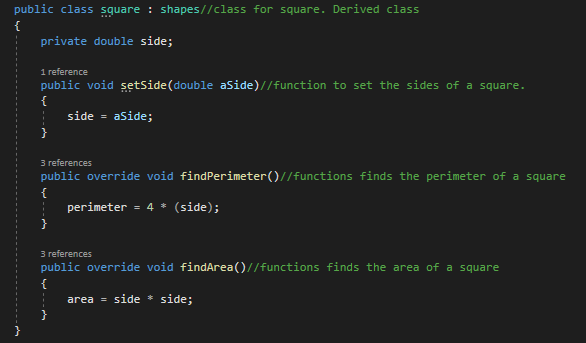 public class square : shapes//class for square. Derived class
{
private double side;
1 reference
public void setSide(double aSide)//function to set the sides of a square.
{
side = aSide;
}
3 references
public override void findPerimeter()//functions finds the perimeter of a square
{
perimeter = 4 * (side);
}
3 references
public override void findArea()//functions finds the area of a square
{
area = side * side;
}
}